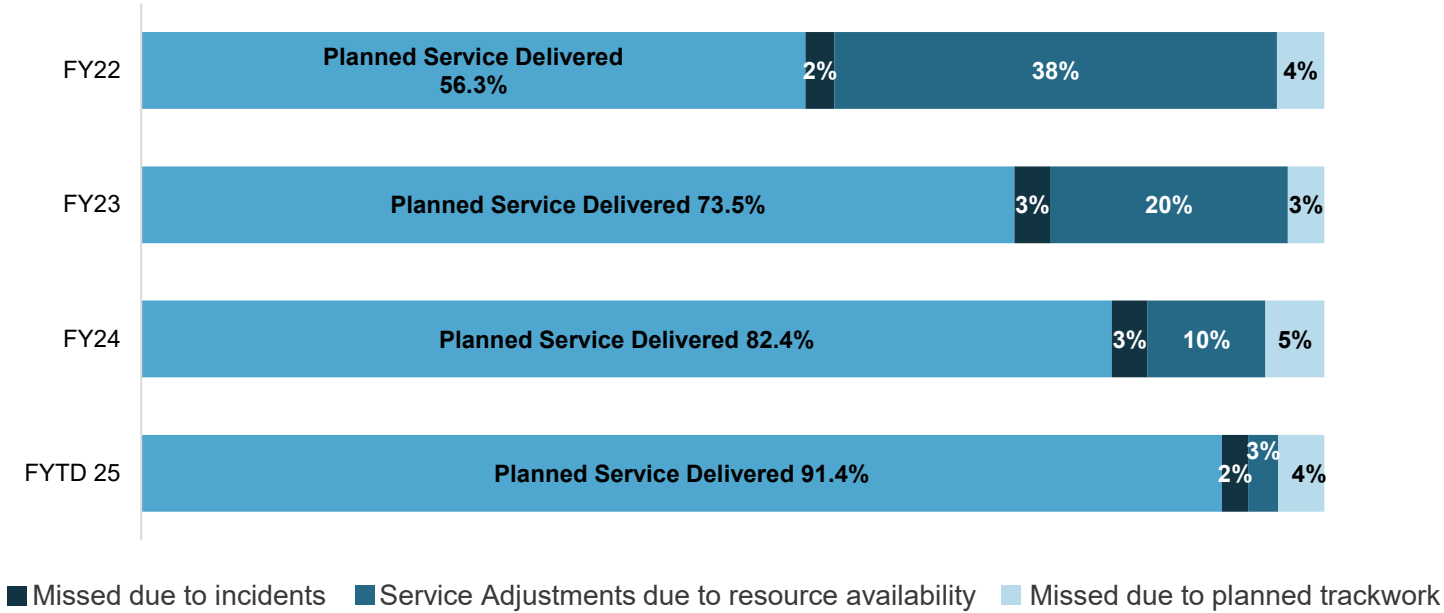 FY22
Planned Service Delivered
56.3%
2%
38%
4%
FY23
Planned Service Delivered 73.5%
3%
20%
3%
FY24
Planned Service Delivered 82.4%
3%
10%
5%
FYTD 25
Planned Service Delivered 91.4%
2%
3%
4%
Missed due to incidents
Service Adjustments due to resource availability
Missed due to planned trackwork